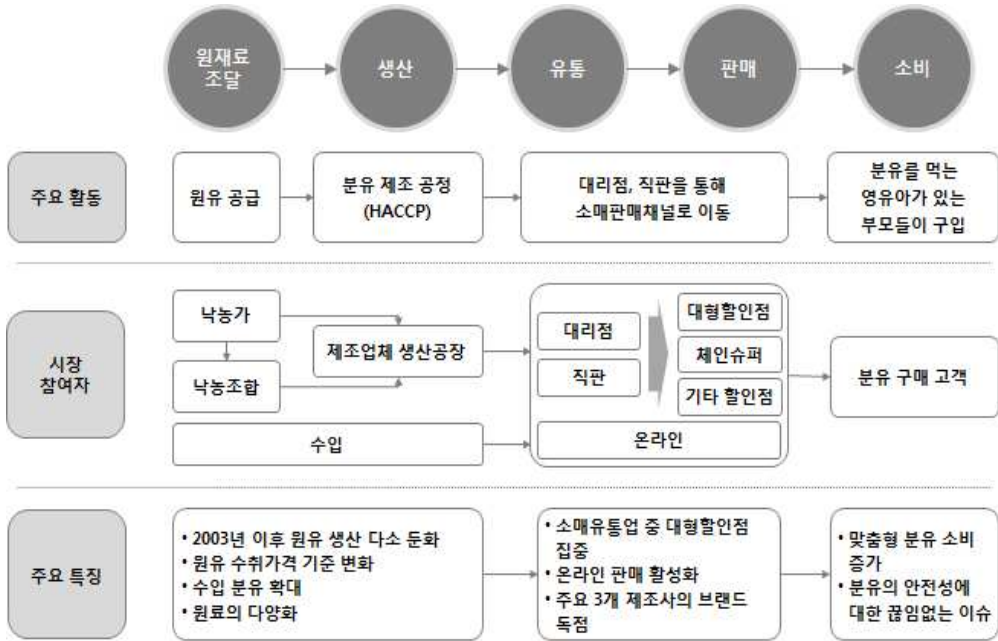 원재료
조달
생산
유통
판매
소비
주요 활동
원유 공급
분유 제조 공정
(HACCP)
대리점, 직판을 통해
소매판매채널로 이동
분유를 먹는
영유아가 있는
부모들이 구입
시장
참여자
낙농가
낙농조합
제조업체 생산공장
수입
대리점
직판
대형할인점
체인슈퍼
기타 할인점
온라인
분유 구매 고객
주요 특징
• 2003년 이후 원유 생산 다소 둔화
• 원유 수취가격 기준 변화
• 수입 분유 확대
• 원료의 다양화
• 소매유통업 중 대형할인점
집중
• 온라인 판매 활성화
• 주요 3개 제조사의 브랜드
독점
• 맞춤형 분유 소비
증가
• 분유의 안전성에
대한 끊임없는 이슈